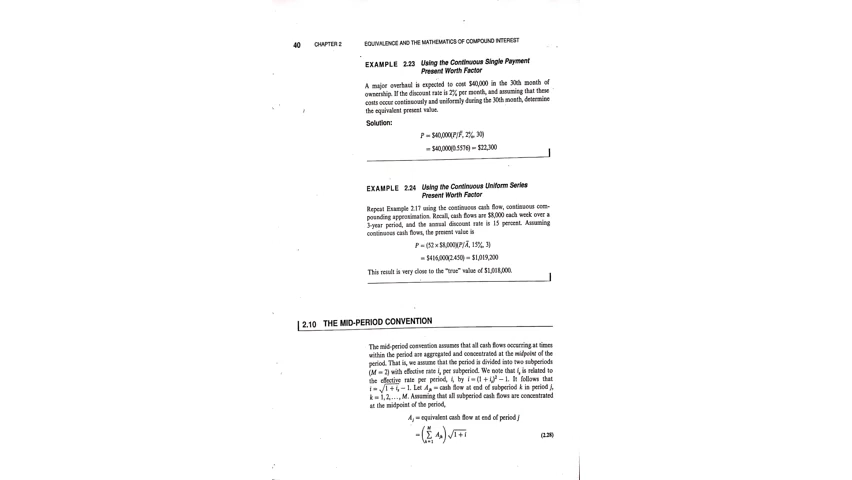 40 CHAPTER 2 EQUIVALENCE AND THE MATHEMATICS OF COMPOUND INTEREST
EXAMPLE 2.23 Using the Continuous Single Payment
Present Worth Factor
A major overhaul is expected to cost $40,000 in the 30th month of
ownership. If the discount rate is 2% per month, and assuming that these
costs occur continuously and uniformly during the 30th month, determine
the equivalent present value.
Solution:
P = $40,000(P/F̄, 2%, 30)
= $40,000(0.5576) = $22,300
EXAMPLE 2.24 Using the Continuous Uniform Series
Present Worth Factor
Repeat Example 2.17 using the continuous cash flow, continuous com-
pounding approximation. Recall, cash flows are $8,000 each week over a
3-year period, and the annual discount rate is 15 percent. Assuming
continuous cash flows, the present value is
P = (52 × $8,000)(P/Ā, 15%, 3)
= $416,000(2.450) = $1,019,200
This result is very close to the "true" value of $1,018,000.
2.10 THE MID-PERIOD CONVENTION
The mid-period convention assumes that all cash flows occurring at times
within the period are aggregated and concentrated at the midpoint of the
period. That is, we assume that the period is divided into two subperiods
(M = 2) with effective rate iₛ per subperiod. We note that iₛ is related to
the effective rate per period, i, by i = (1 + iₛ)² − 1. It follows that
i = √1 + iₛ − 1. Let Aⱼₖ = cash flow at end of subperiod k in period j,
k = 1, 2, ..., M. Assuming that all subperiod cash flows are concentrated
at the midpoint of the period,
Aⱼ = equivalent cash flow at end of period j
= (∑ₖ₌₁ᴹ Aⱼₖ) √1 + i (2.28)